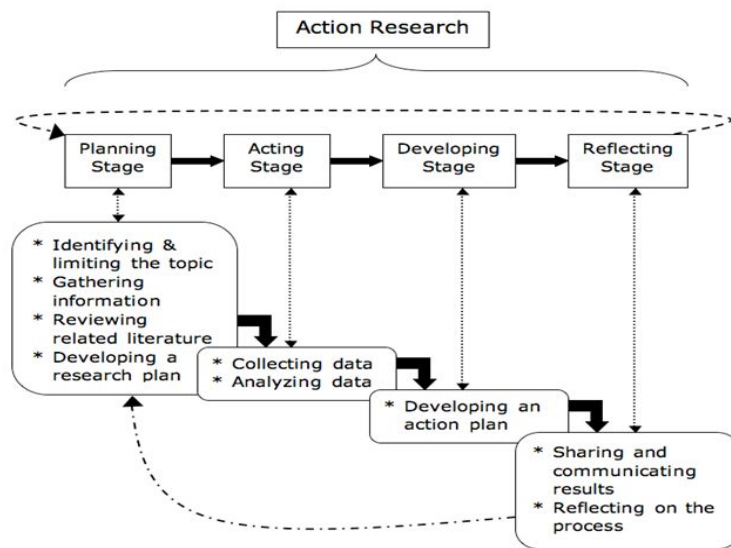 Action Research
Planning
Stage
Acting
Stage
Developing
Stage
Reflecting
Stage
* Identifying &
limiting the topic
* Gathering
information
* Reviewing
related literature
* Developing a
research plan
* Collecting data
* Analyzing data
* Developing an
action plan
* Sharing and
communicating
results
* Reflecting on the
process